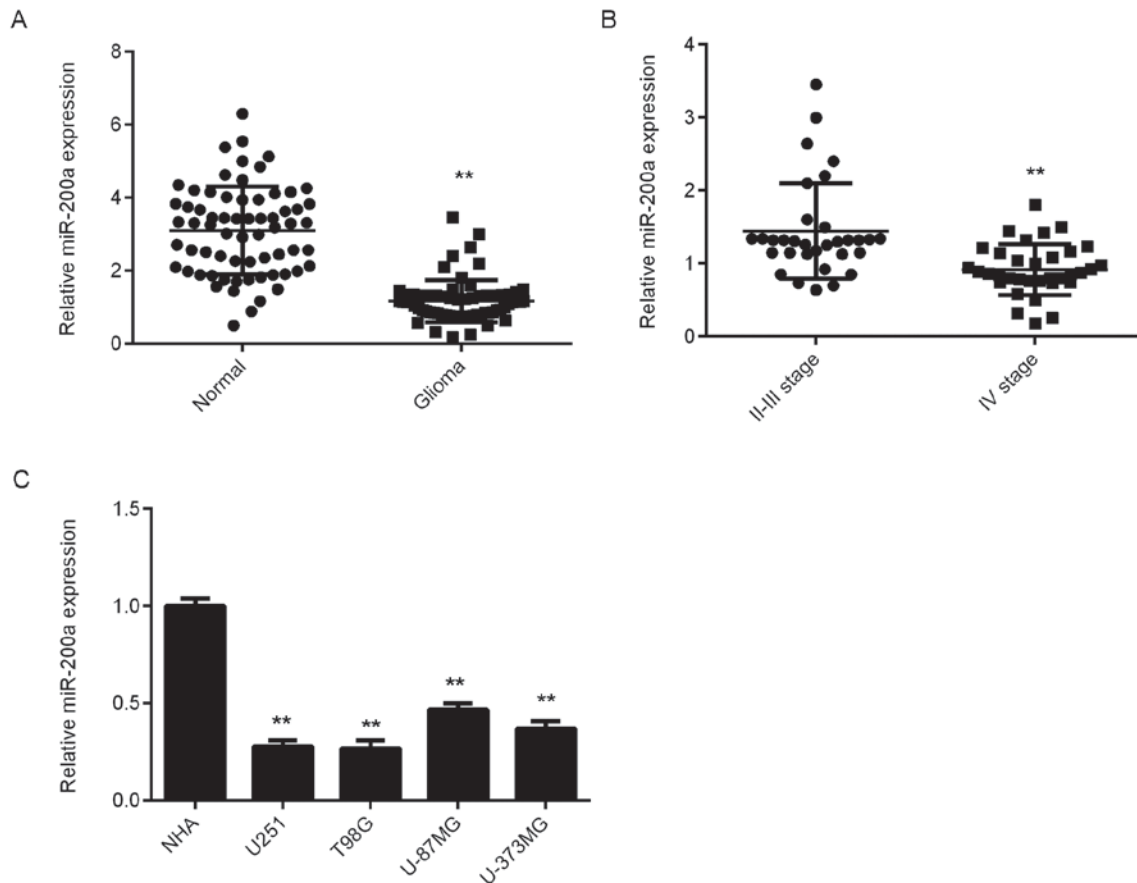 A
Relative miR-200a expression
8
6
4
2
0
**
Normal
Glioma
B
Relative miR-200a expression
4
3
2
1
0
**
II-III stage
IV stage
C
Relative miR-200a expression
1.5
1.0
0.5
0.0
**
**
**
**
NHA
U251
T98G
U-87MG
U-373MG